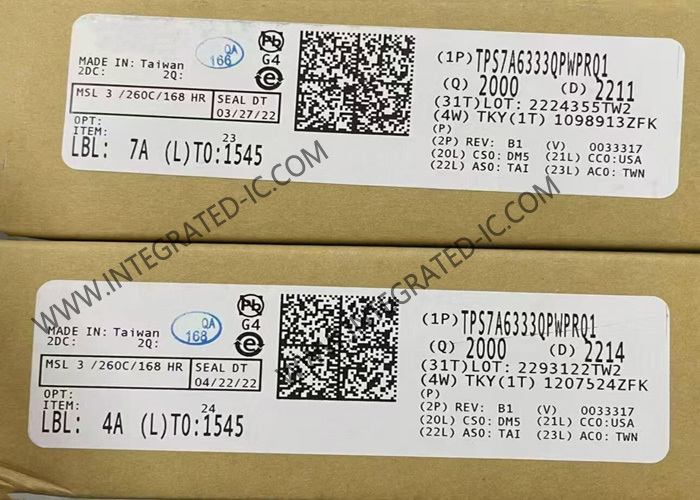 MADE IN: Taiwan
2DC: 2Q:
QA
166
Pb
G4
e
MSL 3 /260C/168 HR
SEAL DT
03/27/22
OPT:
ITEM:
23
LBL: 7A (L)TO:1545
(1P) TPS7A6333QPWPRQ1
(Q) 2000 (D) 2211
(31T)LOT: 2224355TW2
(4W) TKY(1T) 1098913ZFK
(P)
(2P) REV: B1 (V) 0033317
(20L) CSO:DM5 (21L) CCO:USA
(22L) ASO:TAI (23L) ACO:TWN
WWW.INTEGRATED-IC.COM
WWW.INTEGRATED-IC.COM
MADE IN: Taiwan
2DC: 2Q:
QA
168
Pb
G4
e
MSL 3 /260C/168 HR
SEAL DT
04/22/22
OPT:
ITEM:
24
LBL: 4A (L)TO:1545
(1P) TPS7A6333QPWPRQ1
(Q) 2000 (D) 2214
(31T)LOT: 2293122TW2
(4W) TKY(1T) 1207524ZFK
(P)
(2P) REV: B1 (V) 0033317
(20L) CSO:DM5 (21L) CCO:USA
(22L) ASO:TAI (23L) ACO:TWN